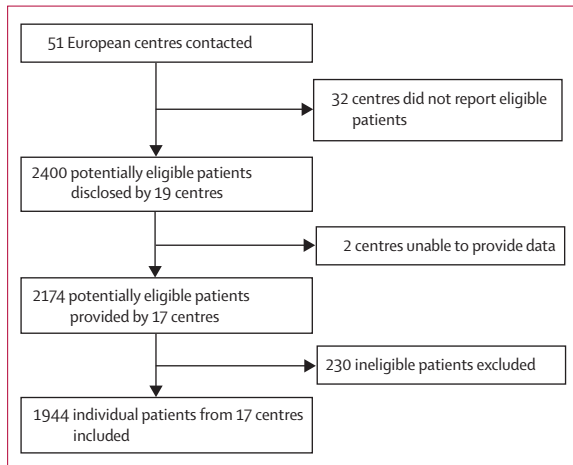 51 European centres contacted
32 centres did not report eligible
patients
2400 potentially eligible patients
disclosed by 19 centres
2 centres unable to provide data
2174 potentially eligible patients
provided by 17 centres
230 ineligible patients excluded
1944 individual patients from 17 centres
included